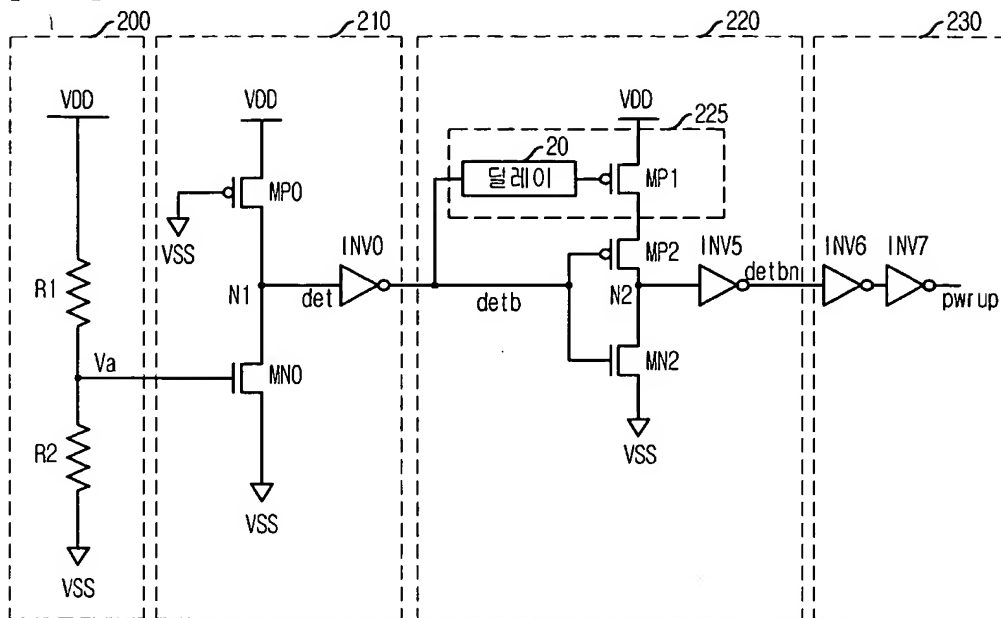 200
210
220
230
VDD
VDD
VDD
225
20
딜레이
MP0
MP1
VSS
INV0
MP2
INV5
INV6
INV7
R1
N1
det
detb
N2
detbn
pwrup
Va
MN0
MN2
R2
VSS
VSS
VSS